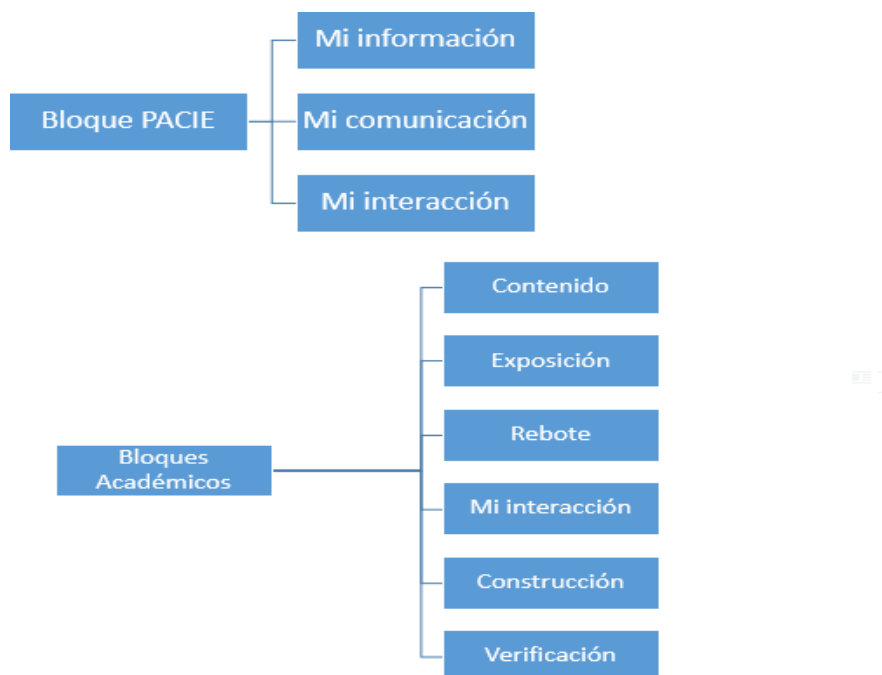 Mi información
Bloque PACIE
Mi comunicación
Mi interacción
Contenido
Exposición
Rebote
Bloques
Académicos
Mi interacción
Construcción
Verificación